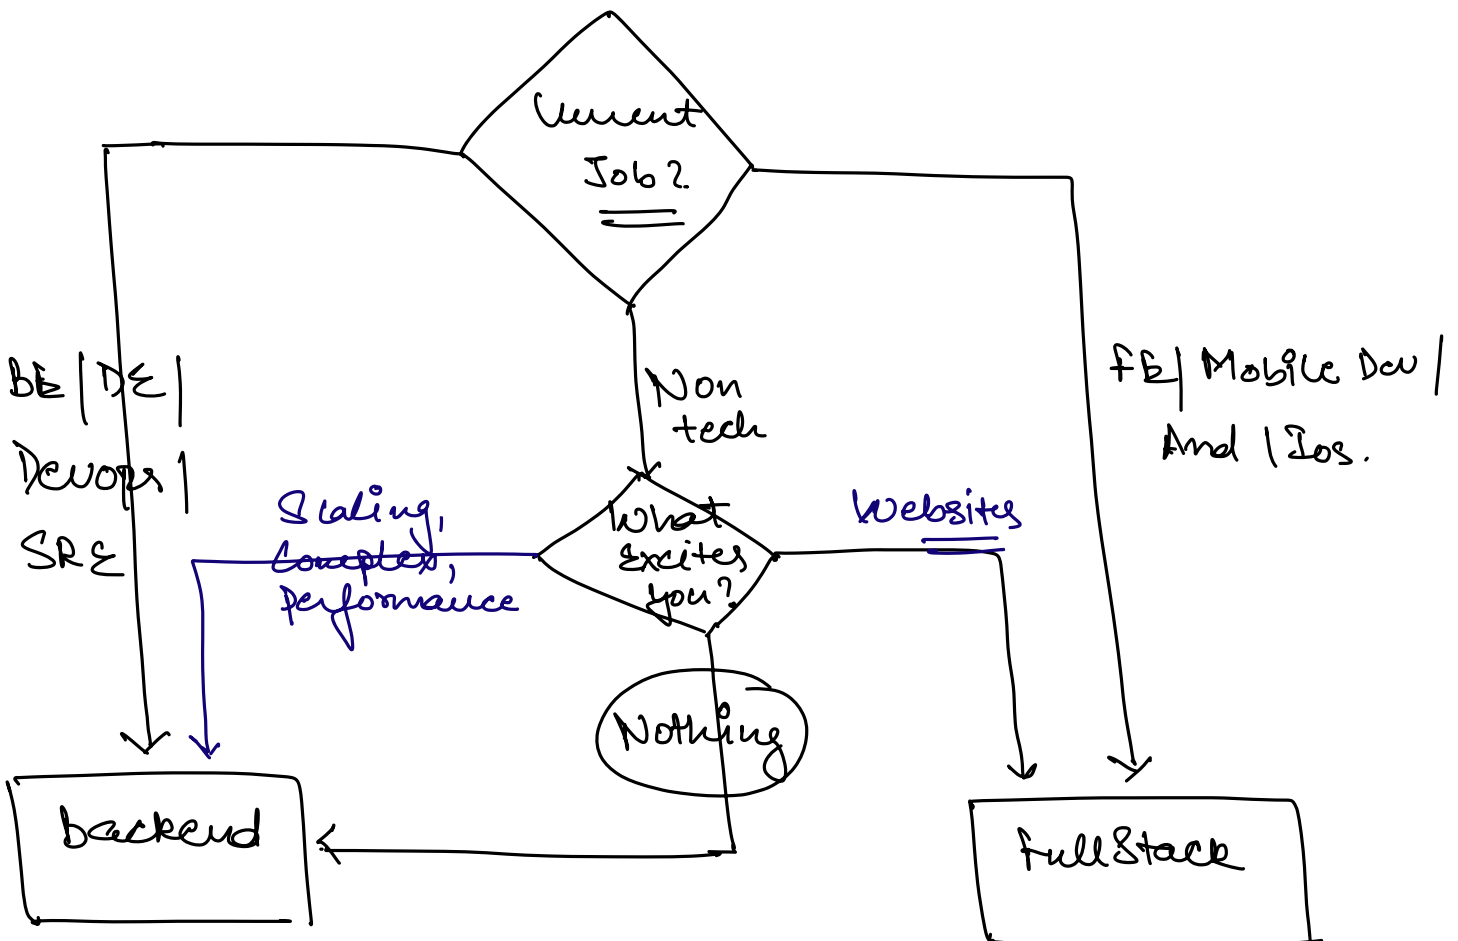 Current
Job?
BE | DE |
Devops |
SRE
Non
tech
FE | Mobile Dev |
And | Ios.
Scaling,
Complex,
Performance
What
Excites
you?
Websites
Nothing
backend
fullStack